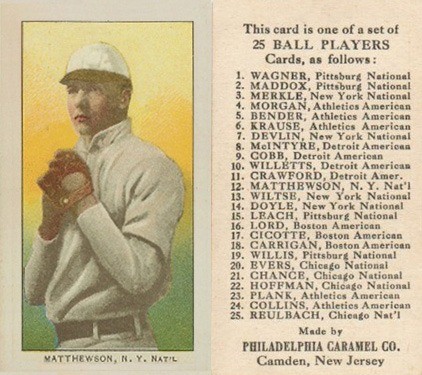 MATTHEWSON, N. Y. NAT'L
This card is one of a set of
25 BALL PLAYERS
Cards, as follows :
1. WAGNER, Pittsburg National
2. MADDOX, Pittsburg National
3. MERKLE, New York National
4. MORGAN, Athletics American
5. BENDER, Athletics American
6. KRAUSE, Athletics American
7. DEVLIN, New York National
8. McINTYRE, Detroit American
9. COBB, Detroit American
10. WILLETTS, Detroit American
11. CRAWFORD, Detroit Amer.
12. MATTHEWSON, N. Y. Nat'l
13. WILTSE, New York National
14. DOYLE, New York National
15. LEACH, Pittsburg National
16. LORD, Boston American
17. CICOTTE, Boston American
18. CARRIGAN, Boston American
19. WILLIS, Pittsburg National
20. EVERS, Chicago National
21. CHANCE, Chicago National
22. HOFFMAN, Chicago National
23. PLANK, Athletics American
24. COLLINS, Athletics American
25. REULBACH, Chicago Nat'l
Made by
PHILADELPHIA CARAMEL CO.
Camden, New Jersey